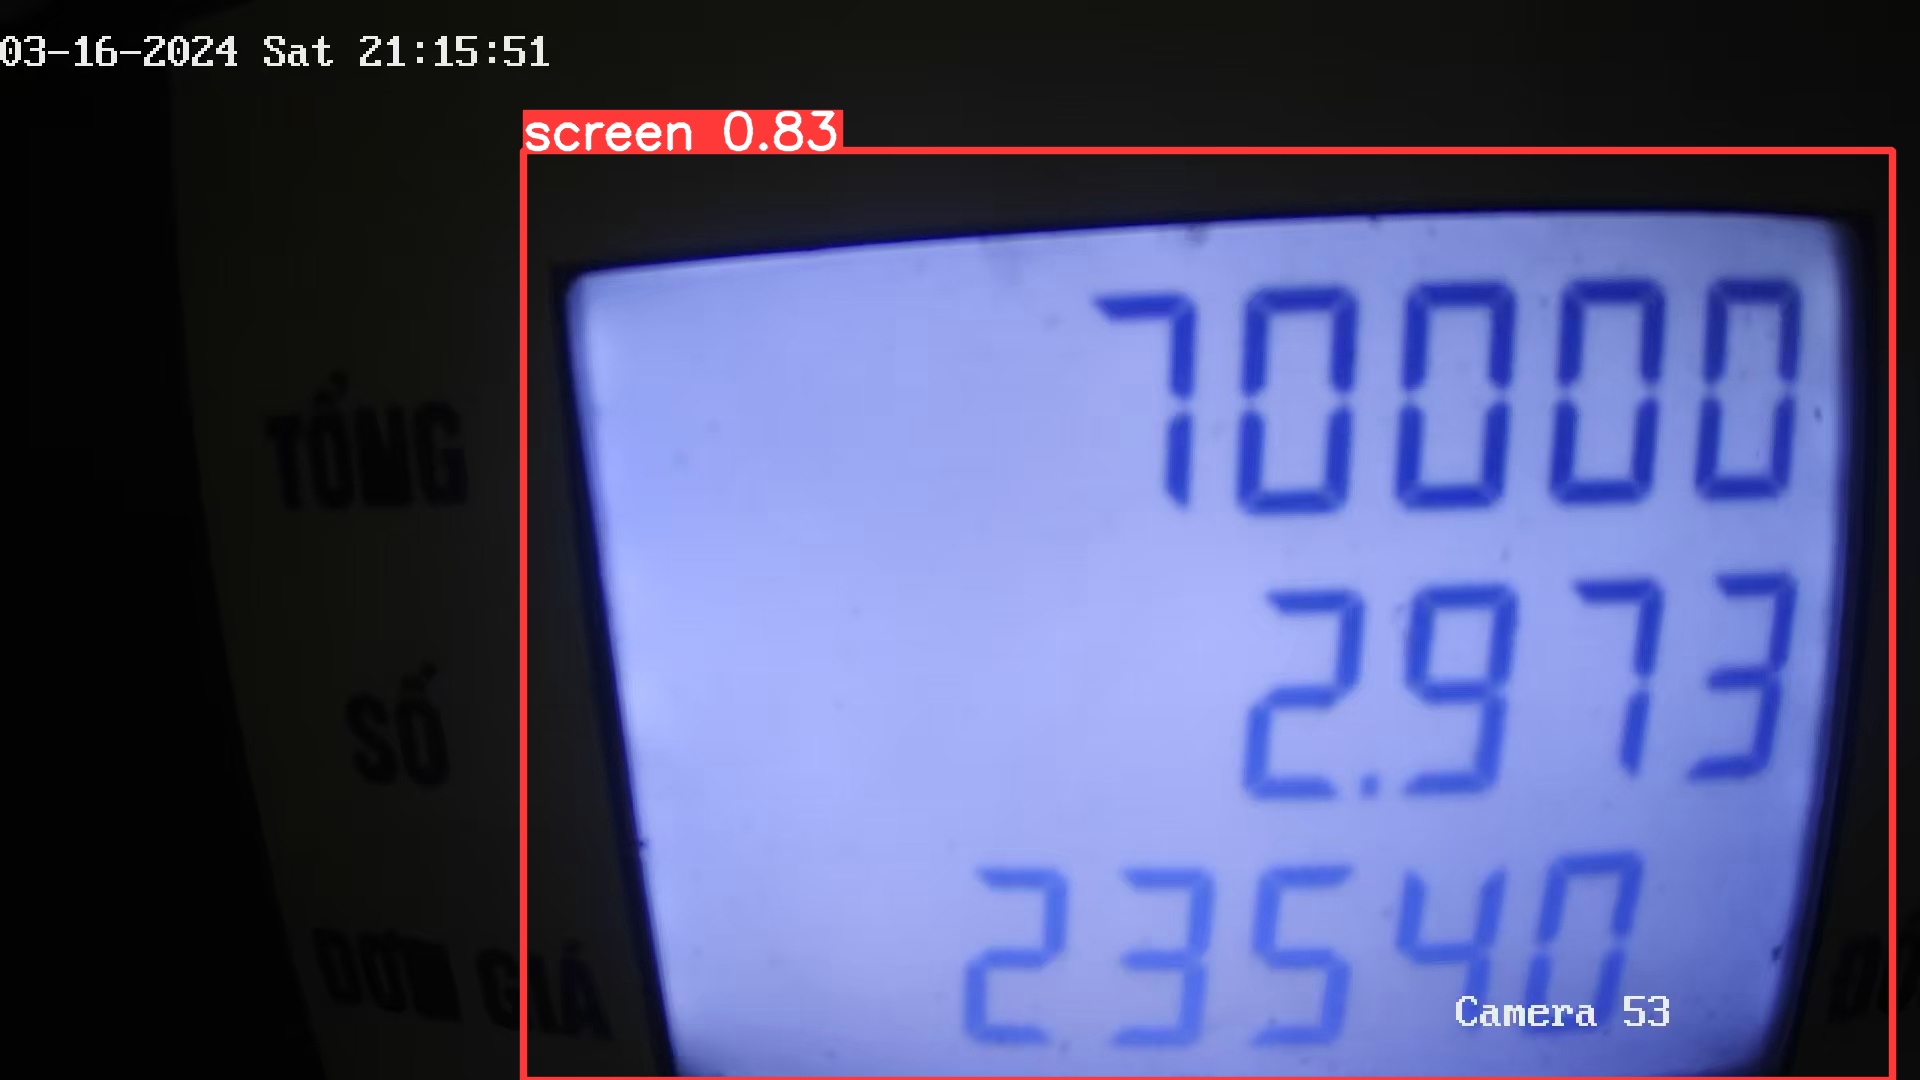 03-16-2024 Sat 21:15:51
screen 0.83
TỔNG 70000
SỐ 2.973
ĐƠN GIÁ 23540
Camera 53